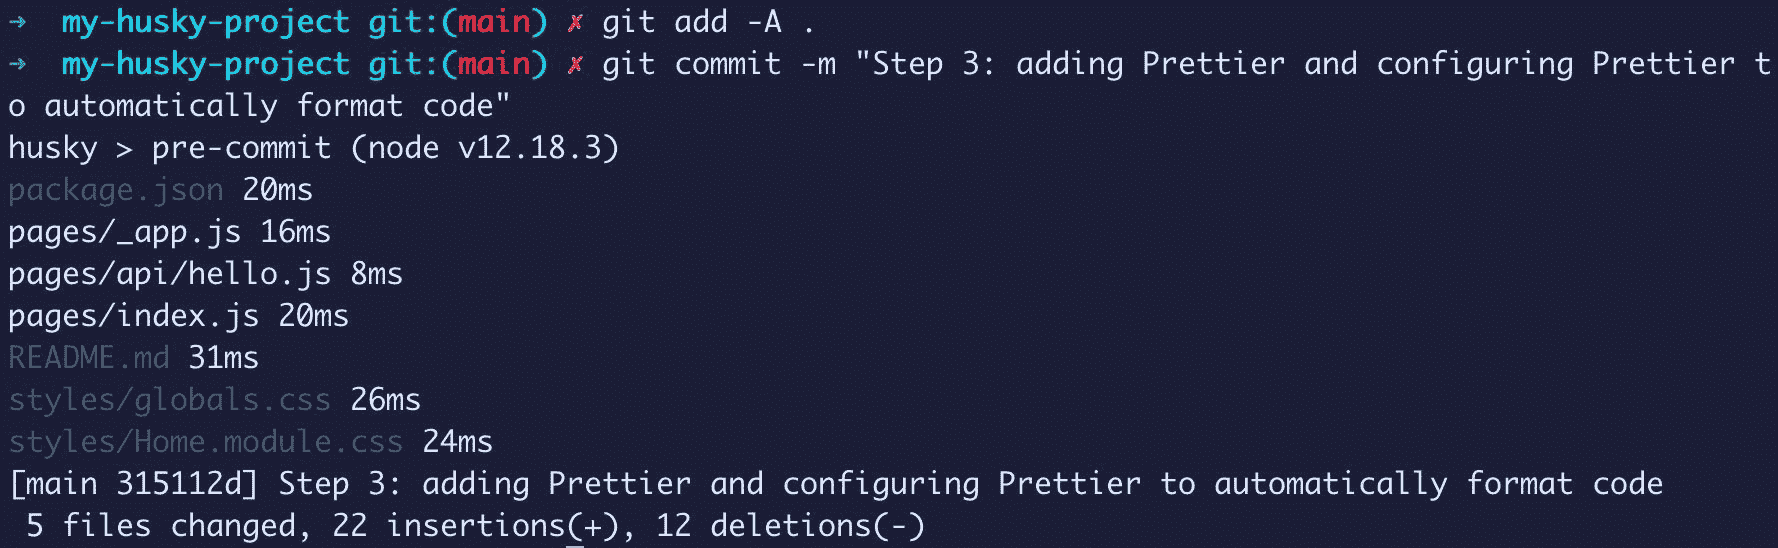 → my-husky-project git:(main) ✗ git add -A .
→ my-husky-project git:(main) ✗ git commit -m "Step 3: adding Prettier and configuring Prettier t
o automatically format code"
husky > pre-commit (node v12.18.3)
package.json 20ms
pages/_app.js 16ms
pages/api/hello.js 8ms
pages/index.js 20ms
README.md 31ms
styles/globals.css 26ms
styles/Home.module.css 24ms
[main 315112d] Step 3: adding Prettier and configuring Prettier to automatically format code
5 files changed, 22 insertions(+), 12 deletions(-)